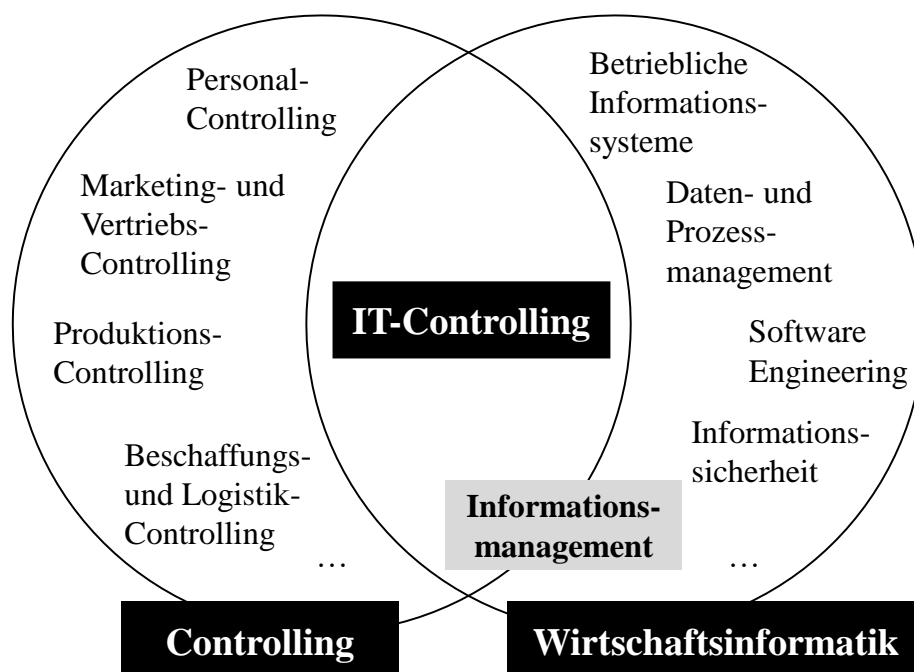 Personal-
Controlling
Marketing- und
Vertriebs-
Controlling
Produktions-
Controlling
Beschaffungs-
und Logistik-
Controlling
…
IT-Controlling
Betriebliche
Informations-
systeme
Daten- und
Prozess-
management
Software
Engineering
Informations-
sicherheit
Informations-
management
…
Controlling
Wirtschaftsinformatik